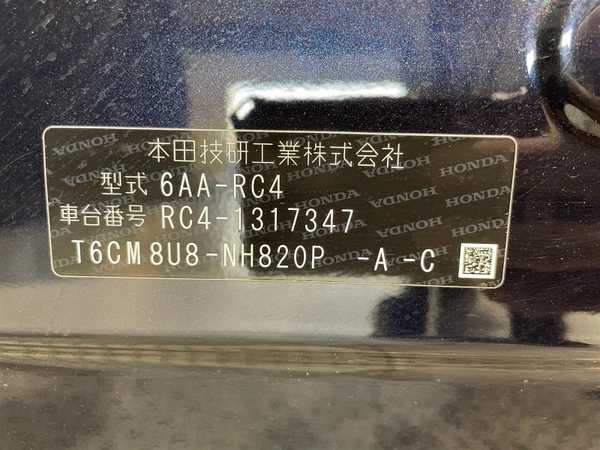 本田技研工業株式会社
型式 6AA-RC4
車台番号 RC4-1317347
T6CM8U8-NH820P -A-C